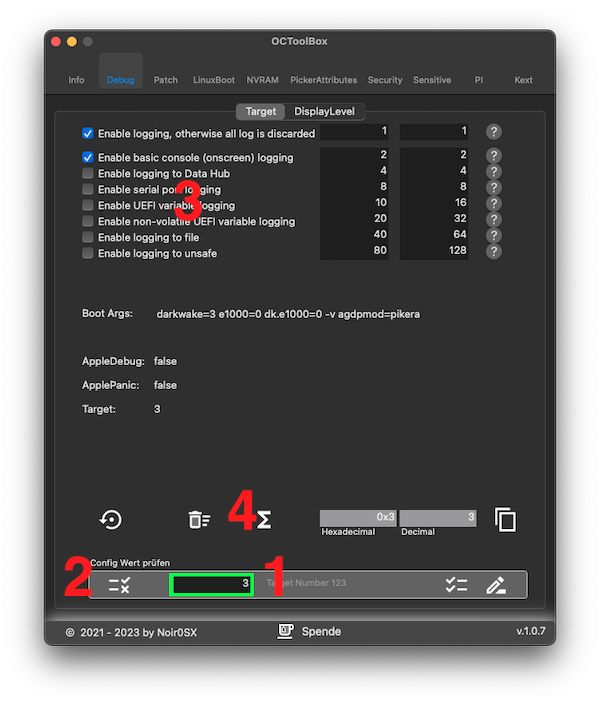 OCToolBox
Info Debug Patch LinuxBoot NVRAM PickerAttributes Security Sensitive PI Kext
Target DisplayLevel
Enable logging, otherwise all log is discarded 1 1 ?
Enable basic console (onscreen) logging 2 2 ?
Enable logging to Data Hub 4 4 ?
Enable serial port logging 8 8 ?
Enable UEFI variable logging 10 16 ?
Enable non-volatile UEFI variable logging 20 32 ?
Enable logging to file 40 64 ?
Enable logging to unsafe 80 128 ?
3
Boot Args: darkwake=3 e1000=0 dk.e1000=0 -v agdpmod=pikera
AppleDebug: false
ApplePanic: false
Target: 3
4 Σ 0x3 3
Hexadecimal Decimal
Config Wert prüfen
2 3 1 Target Number 123
© 2021 - 2023 by Noir0SX Spende v.1.0.7